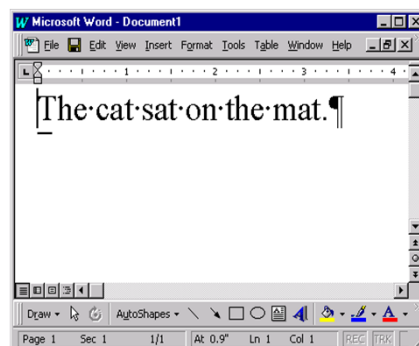 Microsoft Word - Document1
File Edit View Insert Format Tools Table Window Help
1 2 3 4
The·cat·sat·on·the·mat.¶
Draw AutoShapes
Page 1 Sec 1 1/1 At 0.9" Ln 1 Col 1 REC TRK